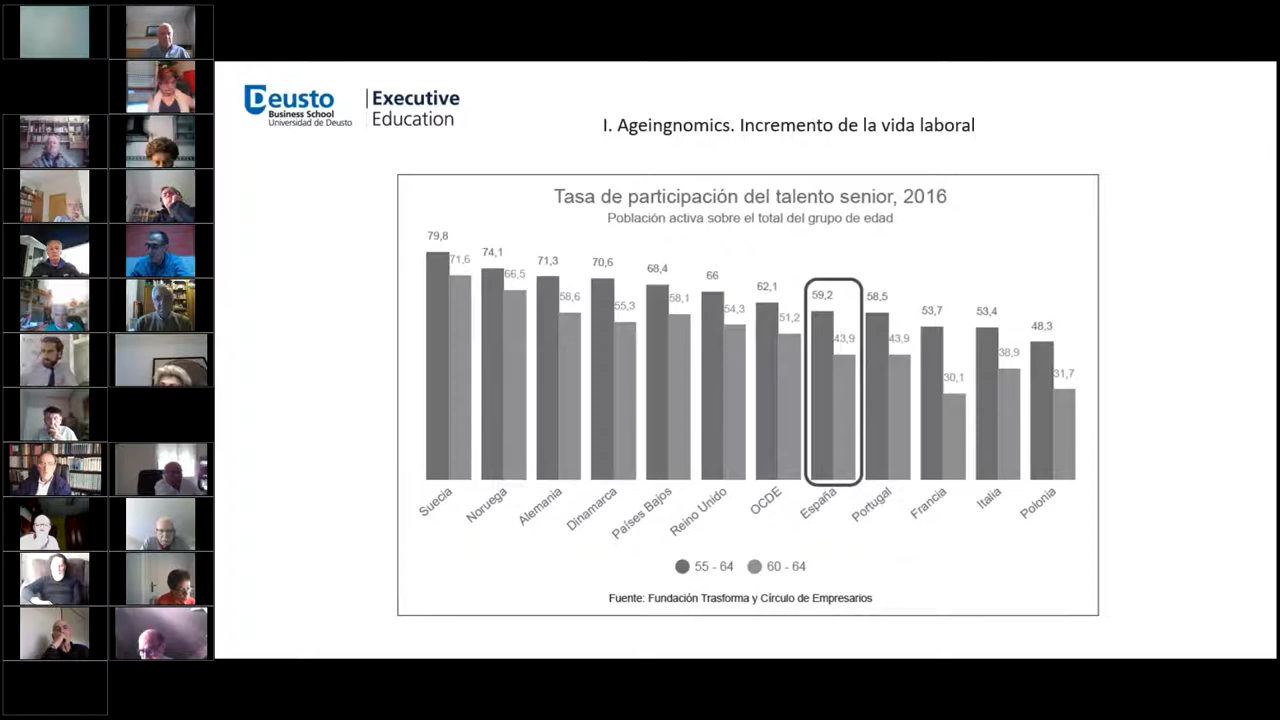 Deusto
Business School
Universidad de Deusto
Executive
Education
I. Ageingnomics. Incremento de la vida laboral
Tasa de participación del talento senior, 2016
Población activa sobre el total del grupo de edad
79,8
71,6
74,1
66,5
71,3
58,6
70,6
55,3
68,4
58,1
66
54,3
62,1
51,2
59,2
43,9
58,5
43,9
53,7
30,1
53,4
38,9
48,3
31,7
Suecia
Noruega
Alemania
Dinamarca
Países Bajos
Reino Unido
OCDE
España
Portugal
Francia
Italia
Polonia
55 - 64
60 - 64
Fuente: Fundación Trasforma y Círculo de Empresarios